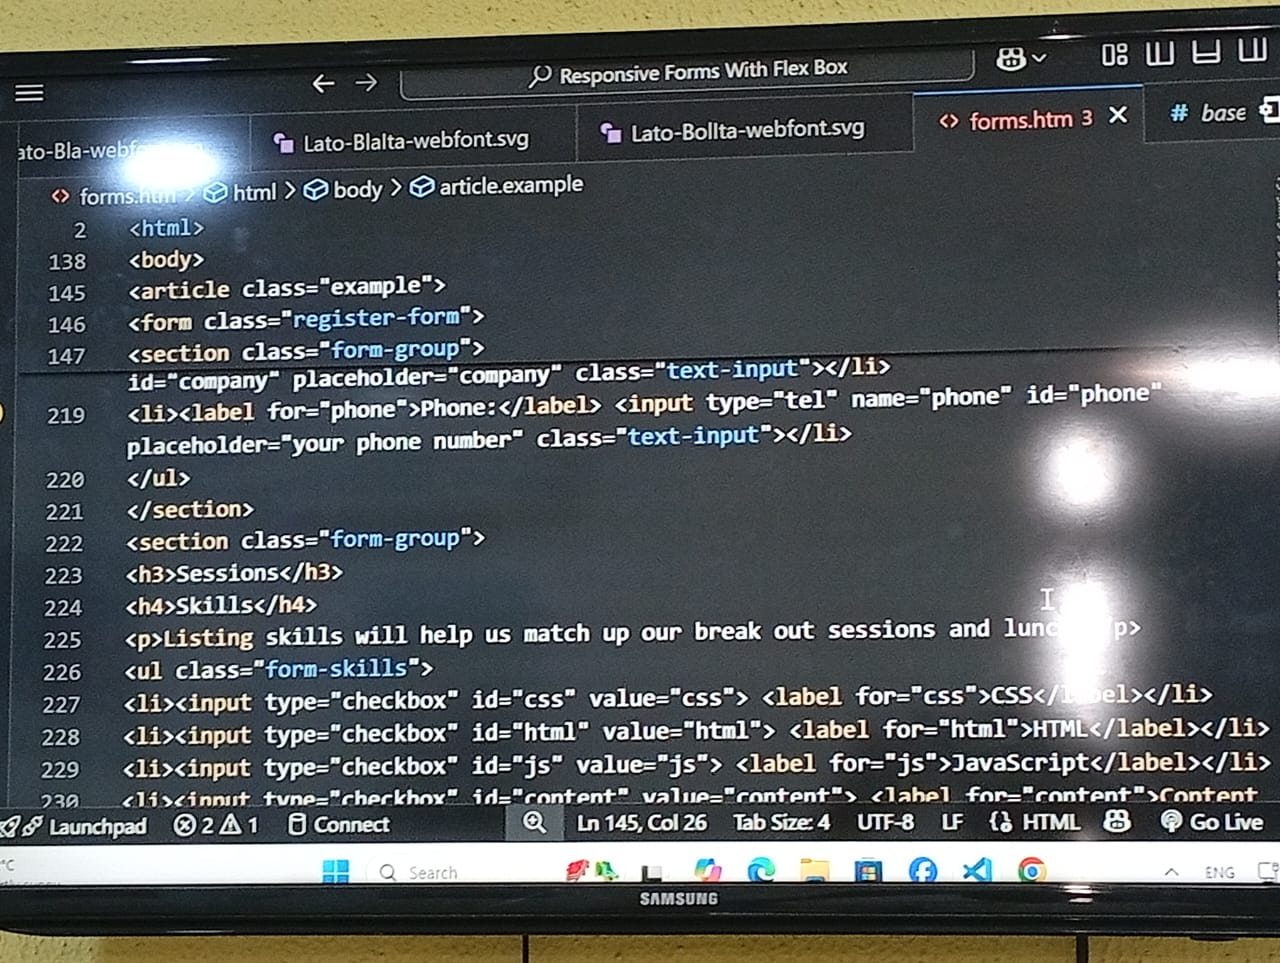 Responsive Forms With Flex Box
ato-Bla-webfo
Lato-Blalta-webfont.svg
Lato-Bollta-webfont.svg
<> forms.htm 3
# base
<> forms.htm > html > body > article.example
2 <html>
138 <body>
145 <article class="example">
146 <form class="register-form">
147 <section class="form-group">
id="company" placeholder="company" class="text-input"></li>
219 <li><label for="phone">Phone:</label> <input type="tel" name="phone" id="phone"
placeholder="your phone number" class="text-input"></li>
220 </ul>
221 </section>
222 <section class="form-group">
223 <h3>Sessions</h3>
224 <h4>Skills</h4>
225 <p>Listing skills will help us match up our break out sessions and lunc /p>
226 <ul class="form-skills">
227 <li><input type="checkbox" id="css" value="css"> <label for="css">CSS</label></li>
228 <li><input type="checkbox" id="html" value="html"> <label for="html">HTML</label></li>
229 <li><input type="checkbox" id="js" value="js"> <label for="js">JavaScript</label></li>
230 <li><input type="checkbox" id="content" value="content"> <label for="content">Content
Launchpad 2 1 Connect Ln 145, Col 26 Tab Size: 4 UTF-8 LF {} HTML Go Live
°C
Search
ENG
SAMSUNG